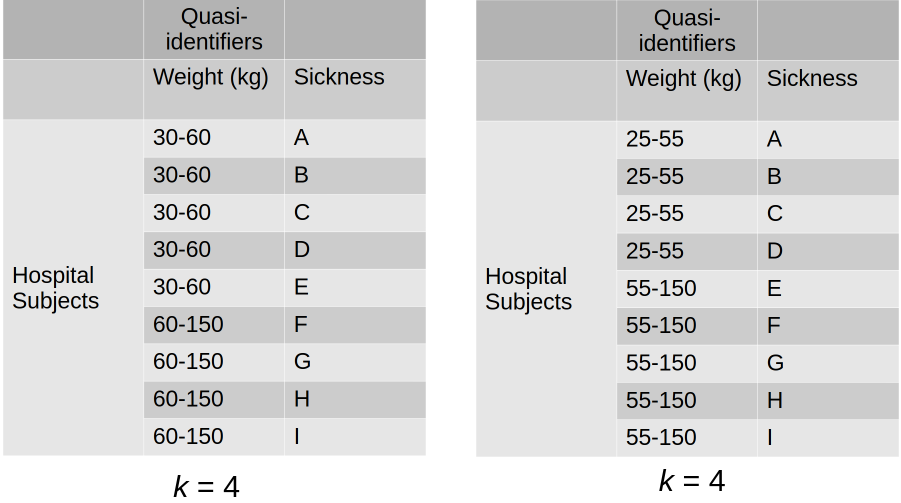 Quasi-
identifiers
Weight (kg) Sickness
Hospital
Subjects
30-60 A
30-60 B
30-60 C
30-60 D
30-60 E
60-150 F
60-150 G
60-150 H
60-150 I
k = 4
Quasi-
identifiers
Weight (kg) Sickness
Hospital
Subjects
25-55 A
25-55 B
25-55 C
25-55 D
55-150 E
55-150 F
55-150 G
55-150 H
55-150 I
k = 4